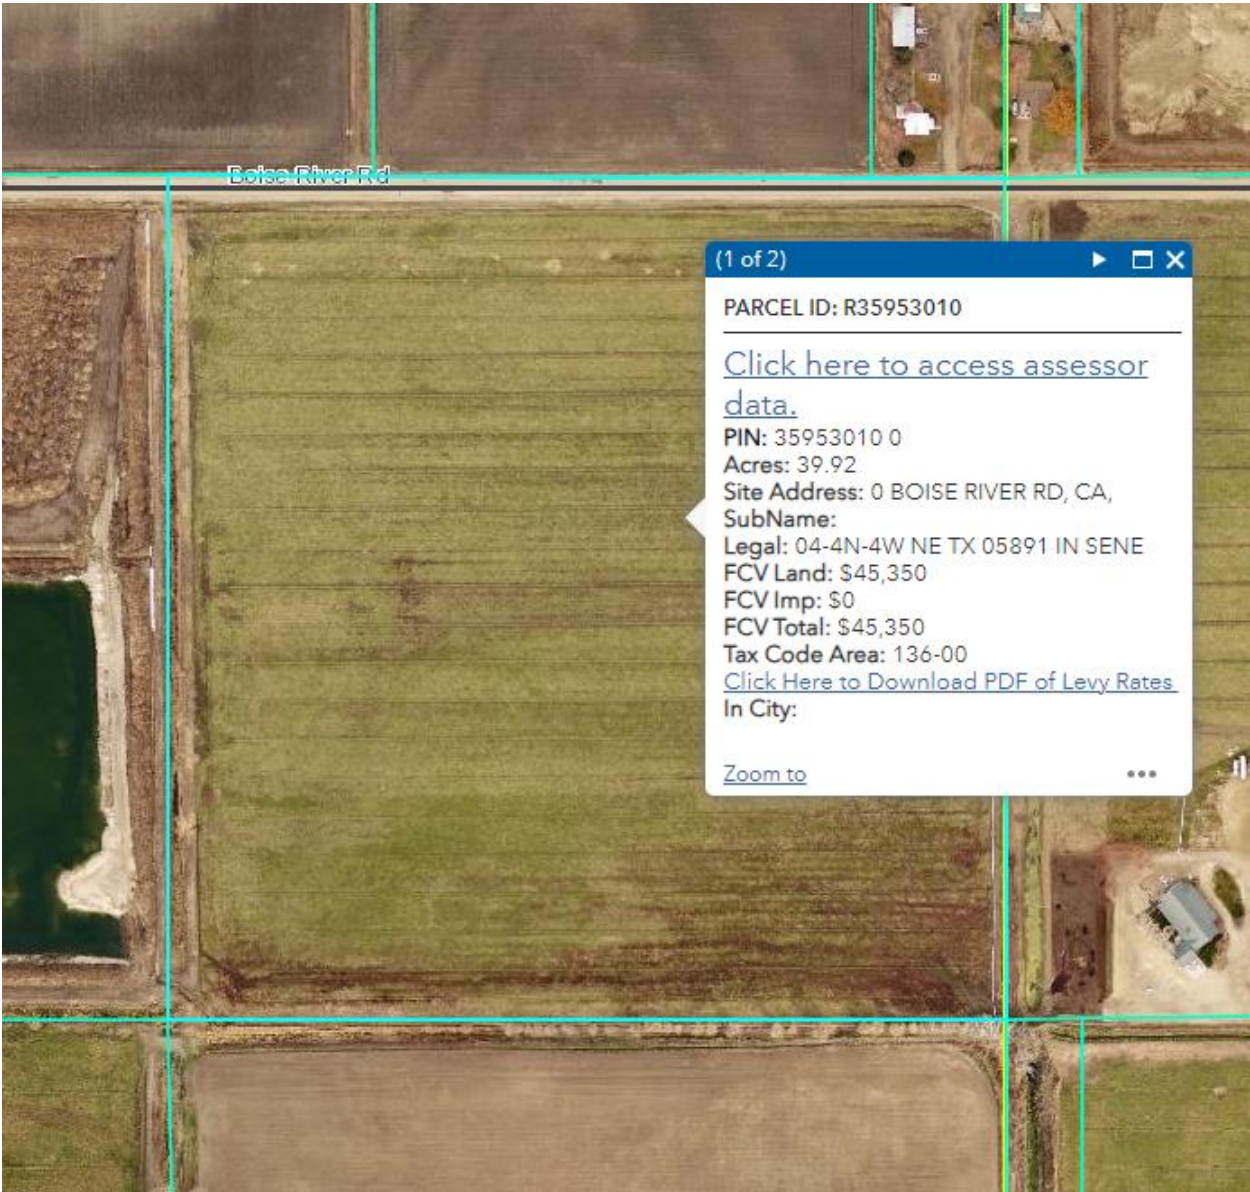 Boise River Rd
(1 of 2)
PARCEL ID: R35953010
Click here to access assessor
data.
PIN: 35953010 0
Acres: 39.92
Site Address: 0 BOISE RIVER RD, CA,
SubName:
Legal: 04-4N-4W NE TX 05891 IN SENE
FCV Land: $45,350
FCV Imp: $0
FCV Total: $45,350
Tax Code Area: 136-00
Click Here to Download PDF of Levy Rates
In City:
Zoom to